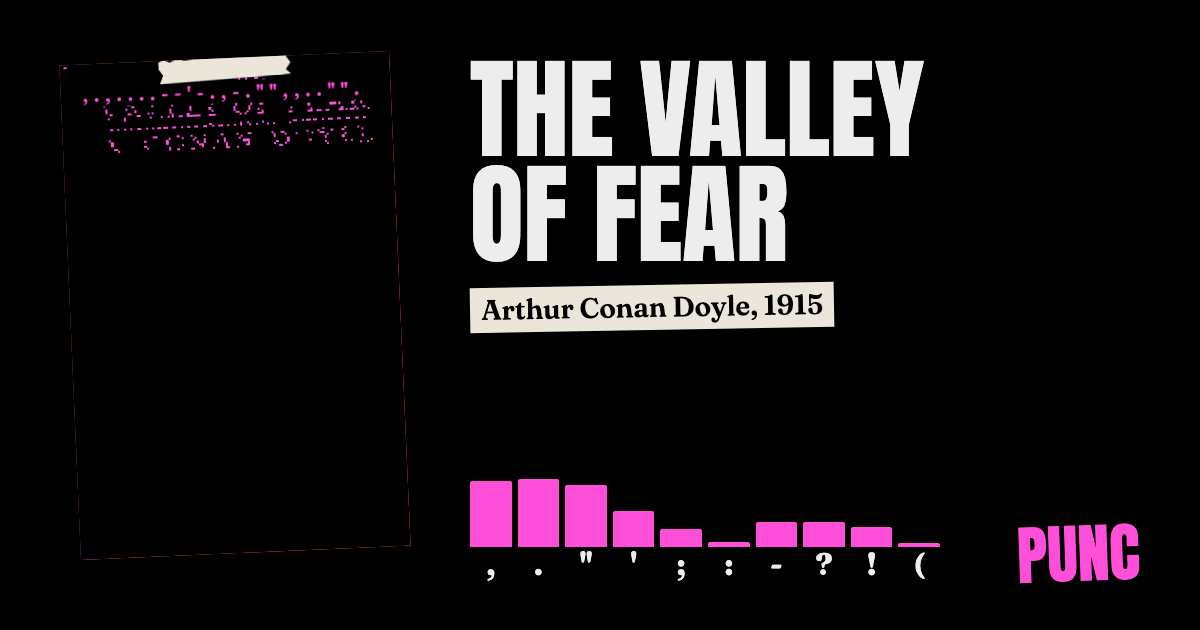 THE VALLEY
OF FEAR
Arthur Conan Doyle, 1915
, . " ' ; : - ? ! (
PUNC